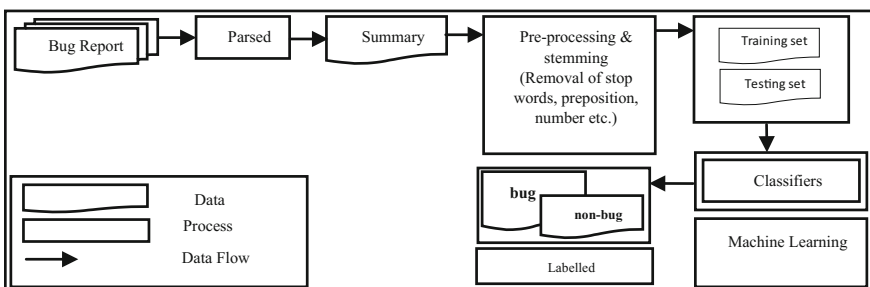 Bug Report
Parsed
Summary
Pre-processing &
stemming
(Removal of stop
words, preposition,
number etc.)
Training set
Testing set
Classifiers
Machine Learning
bug
non-bug
Labelled
Data
Process
Data Flow